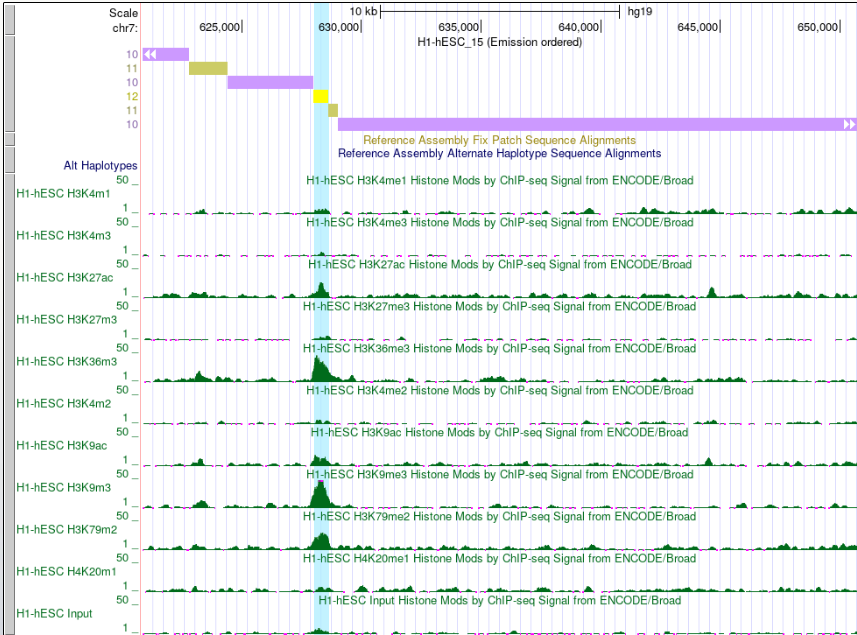 Scale 10 kb hg19
chr7: 625,000 630,000 635,000 640,000 645,000 650,000
H1-hESC_15 (Emission ordered)
10
11
10
12
11
10
Reference Assembly Fix Patch Sequence Alignments
Reference Assembly Alternate Haplotype Sequence Alignments
Alt Haplotypes
50 _ H1-hESC H3K4me1 Histone Mods by ChIP-seq Signal from ENCODE/Broad
H1-hESC H3K4m1
1 _
H1-hESC H3K4me3 Histone Mods by ChIP-seq Signal from ENCODE/Broad
50 _
H1-hESC H3K4m3
1 _
50 _ H1-hESC H3K27ac Histone Mods by ChIP-seq Signal from ENCODE/Broad
H1-hESC H3K27ac
1 _
50 _ H1-hESC H3K27me3 Histone Mods by ChIP-seq Signal from ENCODE/Broad
H1-hESC H3K27m3
1 _
50 _ H1-hESC H3K36me3 Histone Mods by ChIP-seq Signal from ENCODE/Broad
H1-hESC H3K36m3
1 _
50 _ H1-hESC H3K4me2 Histone Mods by ChIP-seq Signal from ENCODE/Broad
H1-hESC H3K4m2
1 _
50 _ H1-hESC H3K9ac Histone Mods by ChIP-seq Signal from ENCODE/Broad
H1-hESC H3K9ac
1 _
50 _ H1-hESC H3K9me3 Histone Mods by ChIP-seq Signal from ENCODE/Broad
H1-hESC H3K9m3
1 _
50 _ H1-hESC H3K79me2 Histone Mods by ChIP-seq Signal from ENCODE/Broad
H1-hESC H3K79m2
1 _
50 _ H1-hESC H4K20me1 Histone Mods by ChIP-seq Signal from ENCODE/Broad
H1-hESC H4K20m1
1 _
50 _ H1-hESC Input Histone Mods by ChIP-seq Signal from ENCODE/Broad
H1-hESC Input
1 _